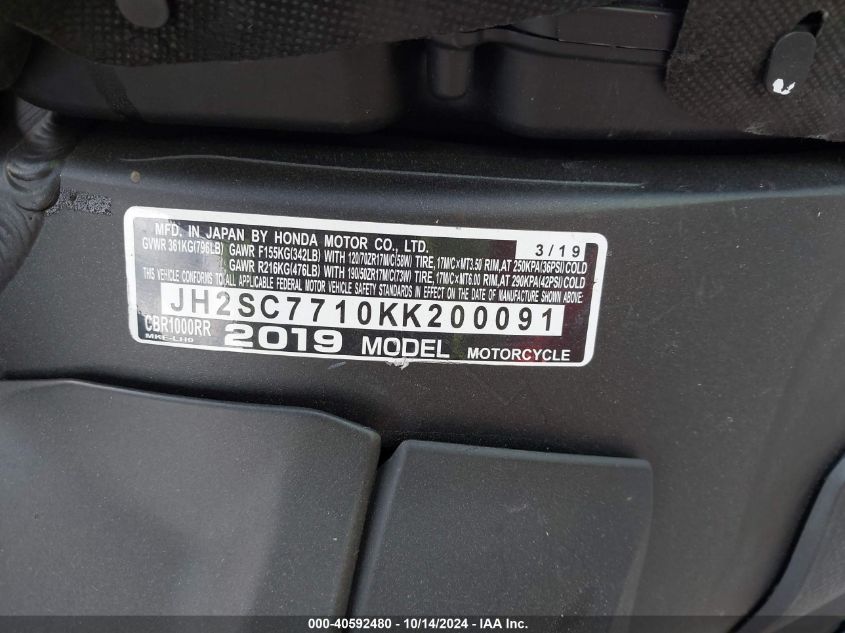 MFD. IN JAPAN BY HONDA MOTOR CO., LTD. 3/19
GVWR 361KG(796LB) GAWR F155KG(342LB) WITH 120/70ZR17M/C(58W) TIRE,17M/C×MT3.50 RIM,AT 250KPA(36PSI)COLD
GAWR R216KG(476LB) WITH 190/50ZR17M/C(73W) TIRE, 17M/C×MT6.00 RIM,AT 290KPA(42PSI)COLD
THIS VEHICLE CONFORMS TO ALL APPLICABLE FEDERAL MOTOR VEHICLE SAFETY STANDARDS IN EFFECT ON THE DATE OF MANUFACTURE SHOWN ABOVE:
JH2SC7710KK200091
CBR1000RR 2019 MODEL MOTORCYCLE
000-40592480 - 10/14/2024 - IAA Inc.